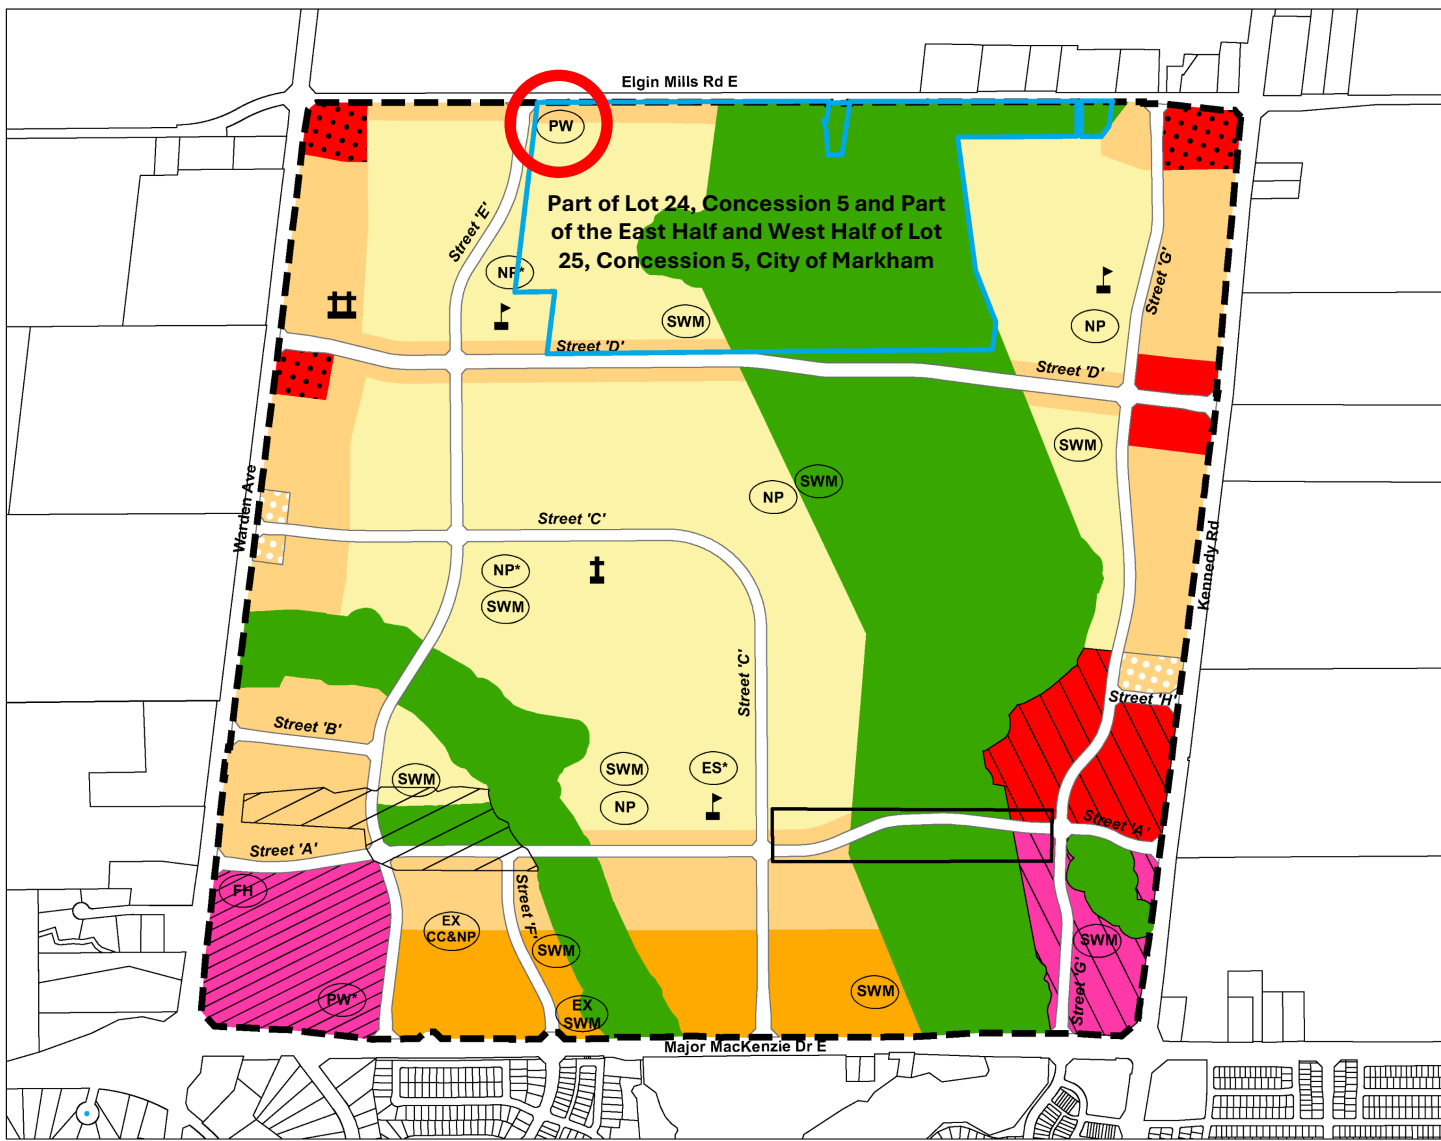 Elgin Mills Rd E
PW
Part of Lot 24, Concession 5 and Part
of the East Half and West Half of Lot
25, Concession 5, City of Markham
Street 'E'
NP*
Street 'G'
SWM
NP
Street 'D'
Street 'D'
SWM
Warden Ave
SWM
NP
Street 'C'
Kennedy Rd
NP*
SWM
Street 'C'
Street 'H'
Street 'B'
SWM
SWM
ES*
NP
Street 'A'
Street 'A'
FH
Street 'F'
EX
CC&NP
SWM
SWM
SWM
PW*
EX
SWM
Street 'G'
Major MacKenzie Dr E